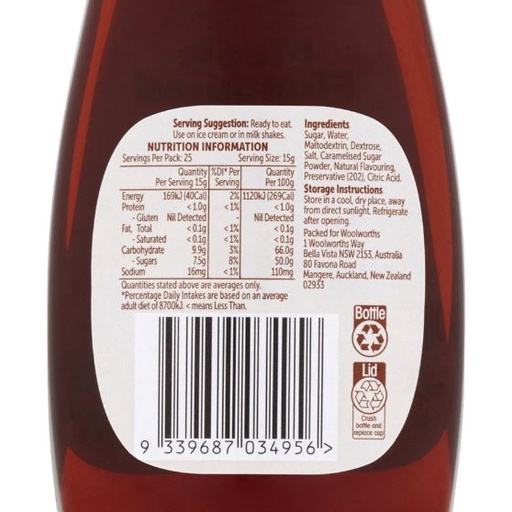 Serving Suggestion: Ready to eat.
Use on ice cream or in milk shakes.
NUTRITION INFORMATION
Servings Per Pack: 25 Serving Size: 15g
Quantity %DI* Per Quantity
Per Serving 15g Serving Per 100g
Energy 169kJ (40Cal) 2% 1120kJ (269Cal)
Protein <1.0g <1% <1.0g
- Gluten Nil Detected Nil Detected
Fat, Total <0.1g <1% <0.1g
- Saturated <0.1g <1% <0.1g
Carbohydrate 9.9g 3% 66.0g
- Sugars 7.5g 8% 50.0g
Sodium 16mg <1% 110mg
Quantities stated above are averages only.
*Percentage Daily Intakes are based on an average
adult diet of 8700kJ. < means Less Than.
Ingredients
Sugar, Water,
Maltodextrin, Dextrose,
Salt, Caramelised Sugar
Powder, Natural Flavouring,
Preservative (202), Citric Acid.
Storage Instructions
Store in a cool, dry place, away
from direct sunlight. Refrigerate
after opening.
Packed for Woolworths
1 Woolworths Way
Bella Vista NSW 2153, Australia
80 Favona Road
Mangere, Auckland, New Zealand
02933
Bottle
Lid
Crush
bottle and
replace cap
9 339687 034956 >